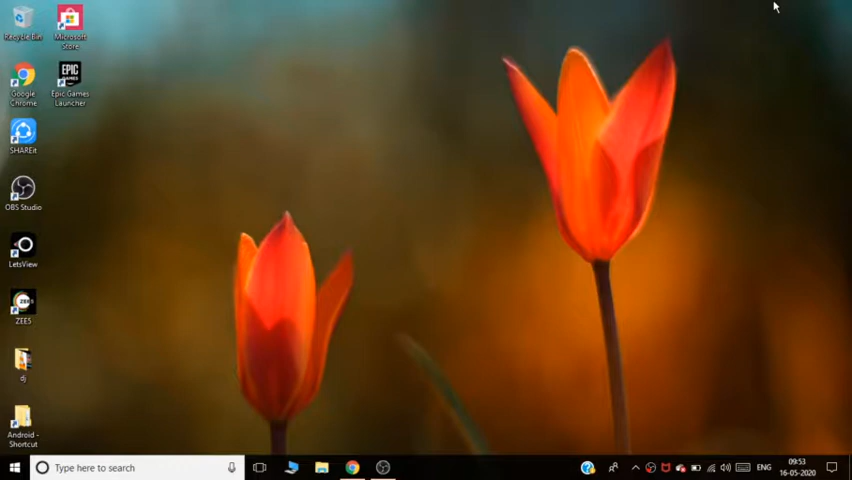 Recycle Bin
Microsoft
Store
Google
Chrome
EPIC
GAMES
Epic Games
Launcher
SHAREit
OBS Studio
LetsView
ZEE5
ZEE5
dj
Android -
Shortcut
Type here to search
ENG
09:53
16-05-2020